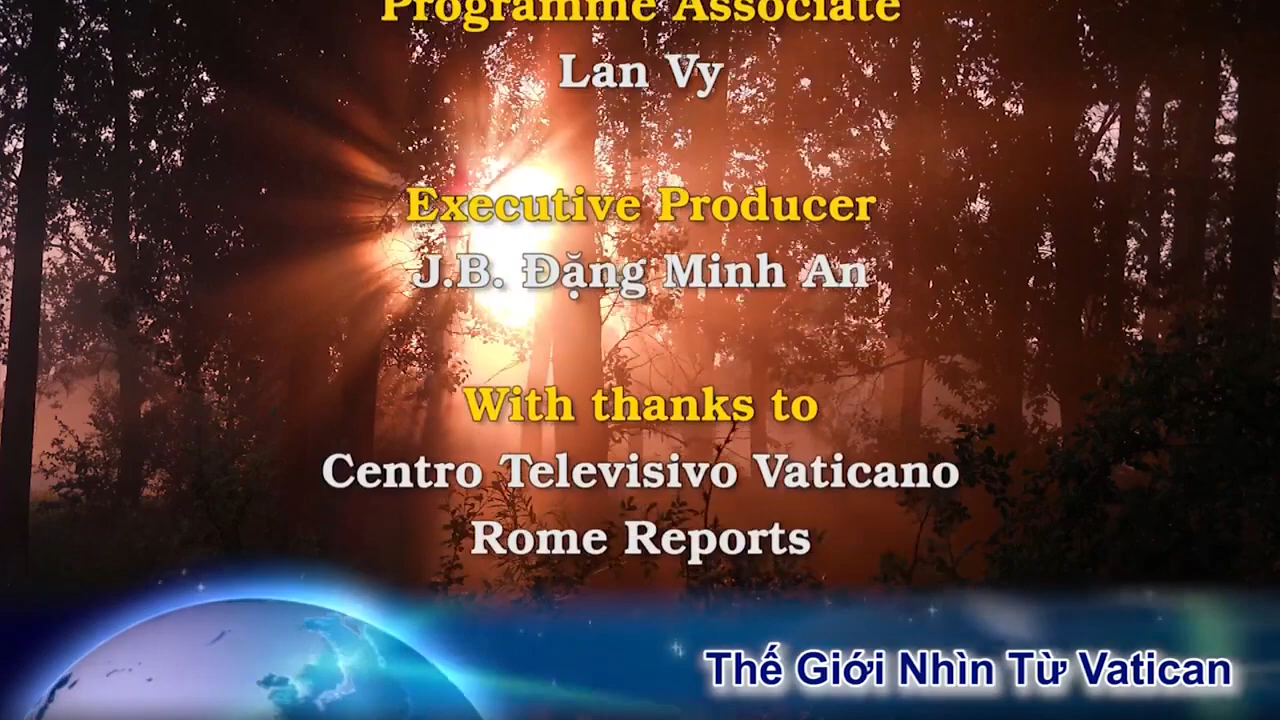 Programme Associate
Lan Vy
Executive Producer
J.B. Đặng Minh An
With thanks to
Centro Televisivo Vaticano
Rome Reports
Thế Giới Nhìn Từ Vatican